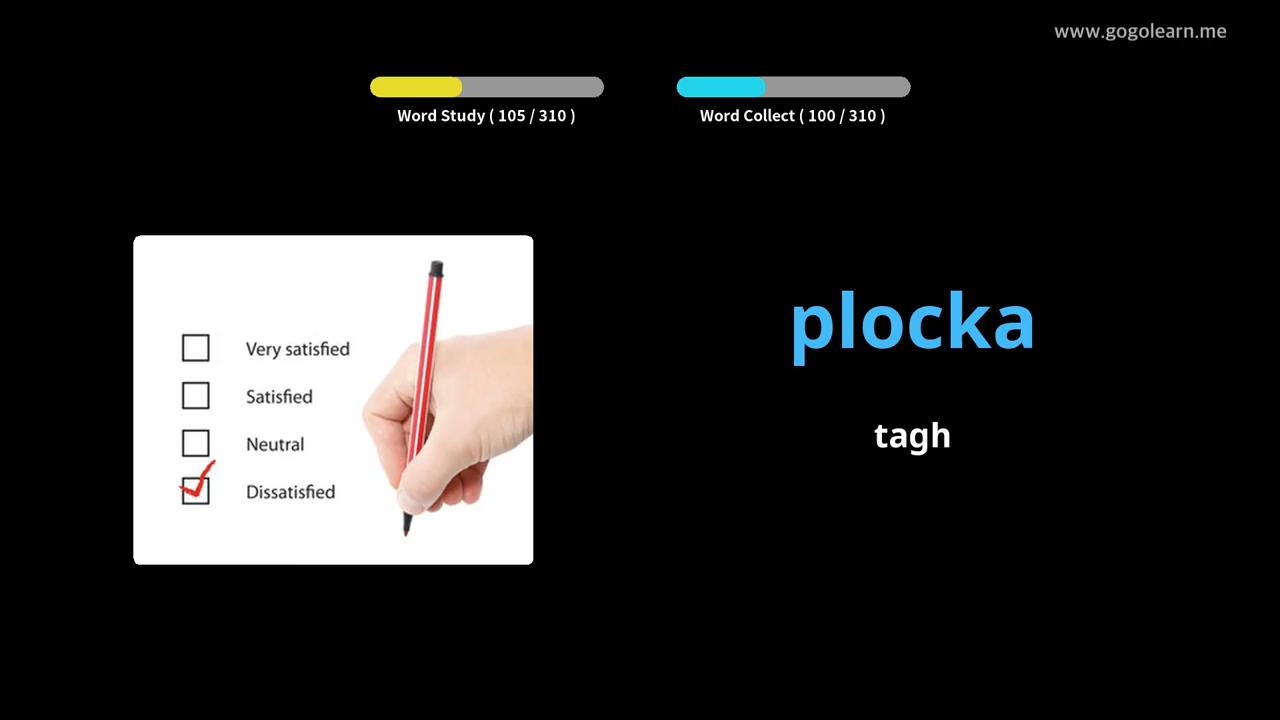 www.gogolearn.me
Word Study ( 105 / 310 )
Word Collect ( 100 / 310 )
plocka
tagh
Very satisfied
Satisfied
Neutral
Dissatisfied